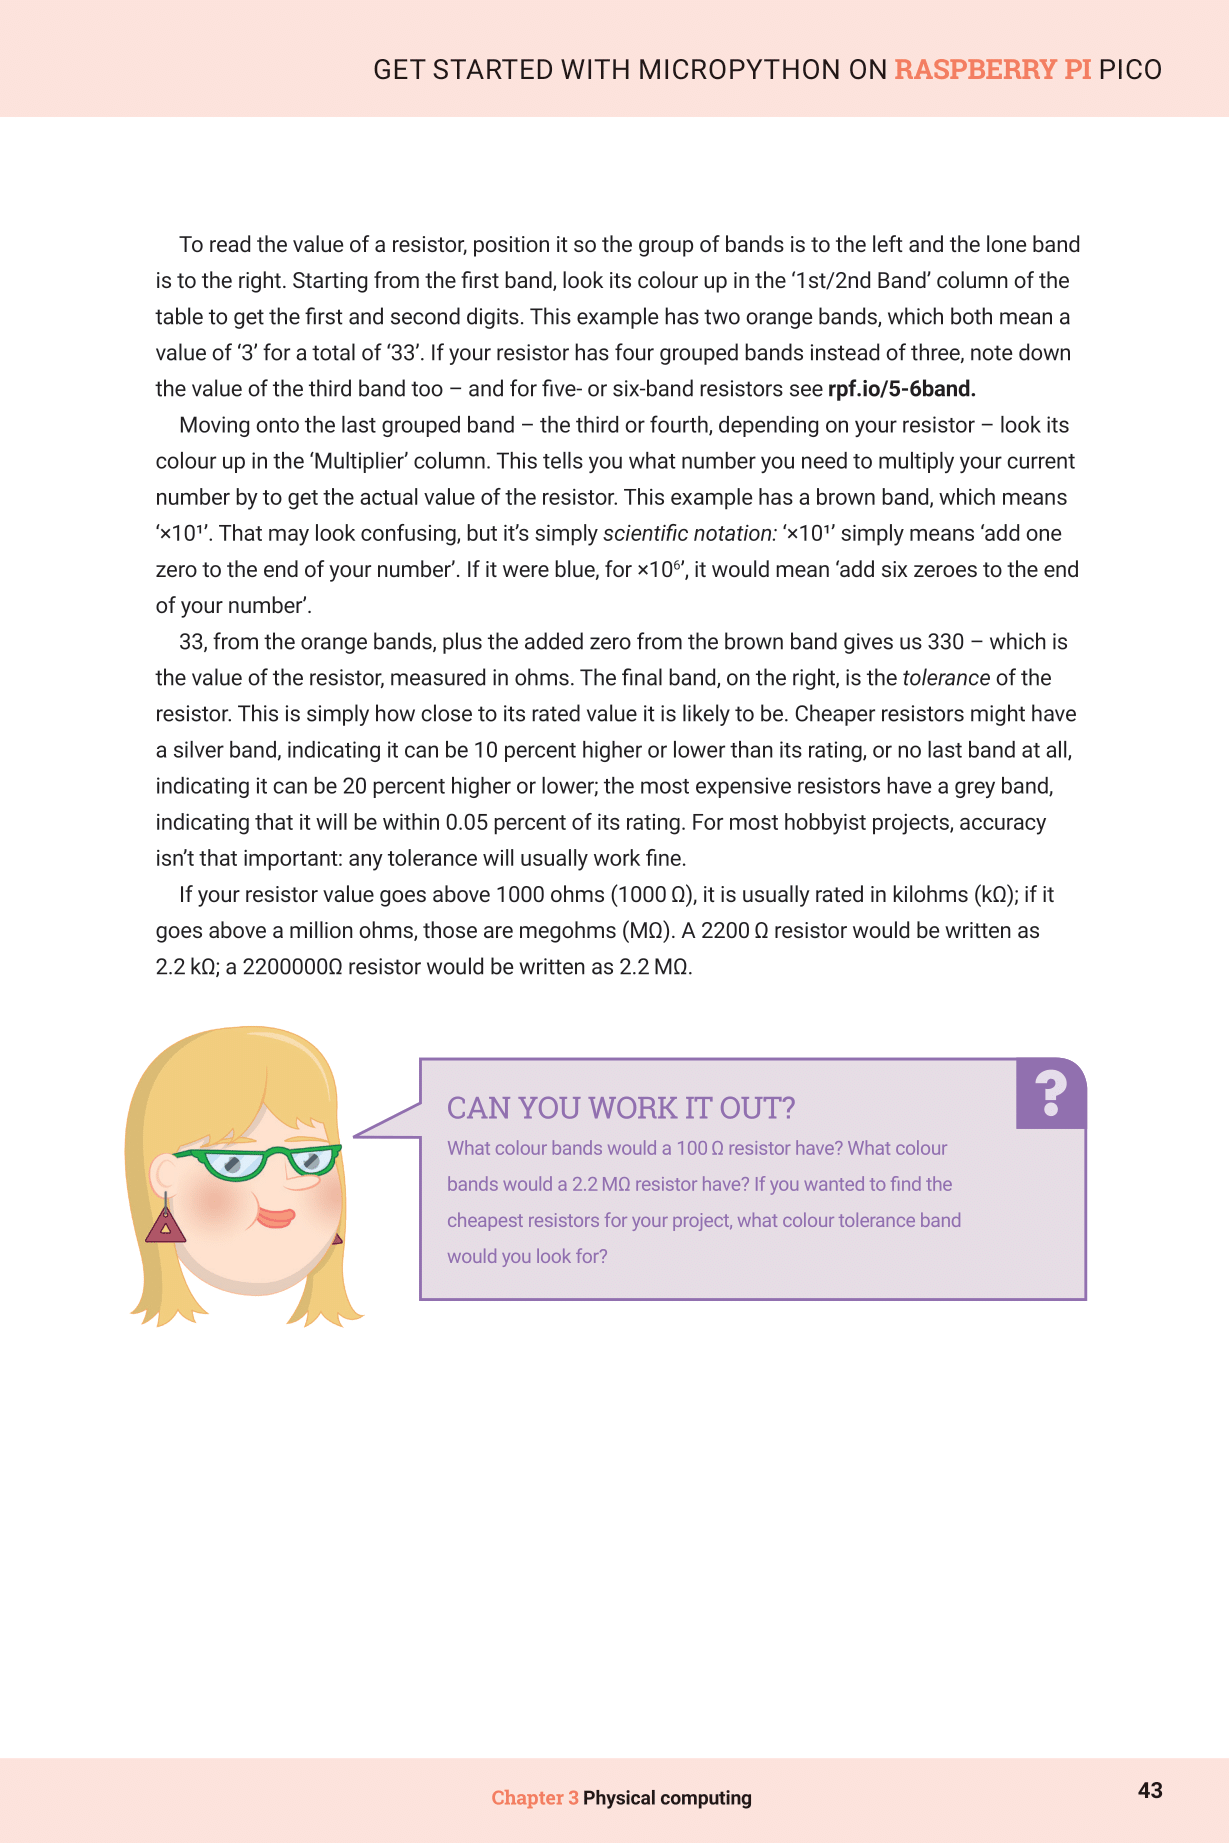 GET STARTED WITH MICROPYTHON ON RASPBERRY PI PICO
To read the value of a resistor, position it so the group of bands is to the left and the lone band
is to the right. Starting from the first band, look its colour up in the ‘1st/2nd Band’ column of the
table to get the first and second digits. This example has two orange bands, which both mean a
value of ‘3’ for a total of ‘33’. If your resistor has four grouped bands instead of three, note down
the value of the third band too – and for five- or six-band resistors see rpf.io/5-6band.
Moving onto the last grouped band – the third or fourth, depending on your resistor – look its
colour up in the ‘Multiplier’ column. This tells you what number you need to multiply your current
number by to get the actual value of the resistor. This example has a brown band, which means
‘×10¹’. That may look confusing, but it’s simply scientific notation: ‘×10¹’ simply means ‘add one
zero to the end of your number’. If it were blue, for ×10⁶’, it would mean ‘add six zeroes to the end
of your number’.
33, from the orange bands, plus the added zero from the brown band gives us 330 – which is
the value of the resistor, measured in ohms. The final band, on the right, is the tolerance of the
resistor. This is simply how close to its rated value it is likely to be. Cheaper resistors might have
a silver band, indicating it can be 10 percent higher or lower than its rating, or no last band at all,
indicating it can be 20 percent higher or lower; the most expensive resistors have a grey band,
indicating that it will be within 0.05 percent of its rating. For most hobbyist projects, accuracy
isn’t that important: any tolerance will usually work fine.
If your resistor value goes above 1000 ohms (1000 Ω), it is usually rated in kilohms (kΩ); if it
goes above a million ohms, those are megohms (MΩ). A 2200 Ω resistor would be written as
2.2 kΩ; a 2200000Ω resistor would be written as 2.2 MΩ.
?
CAN YOU WORK IT OUT?
What colour bands would a 100 Ω resistor have? What colour
bands would a 2.2 MΩ resistor have? If you wanted to find the
cheapest resistors for your project, what colour tolerance band
would you look for?
Chapter 3 Physical computing
43